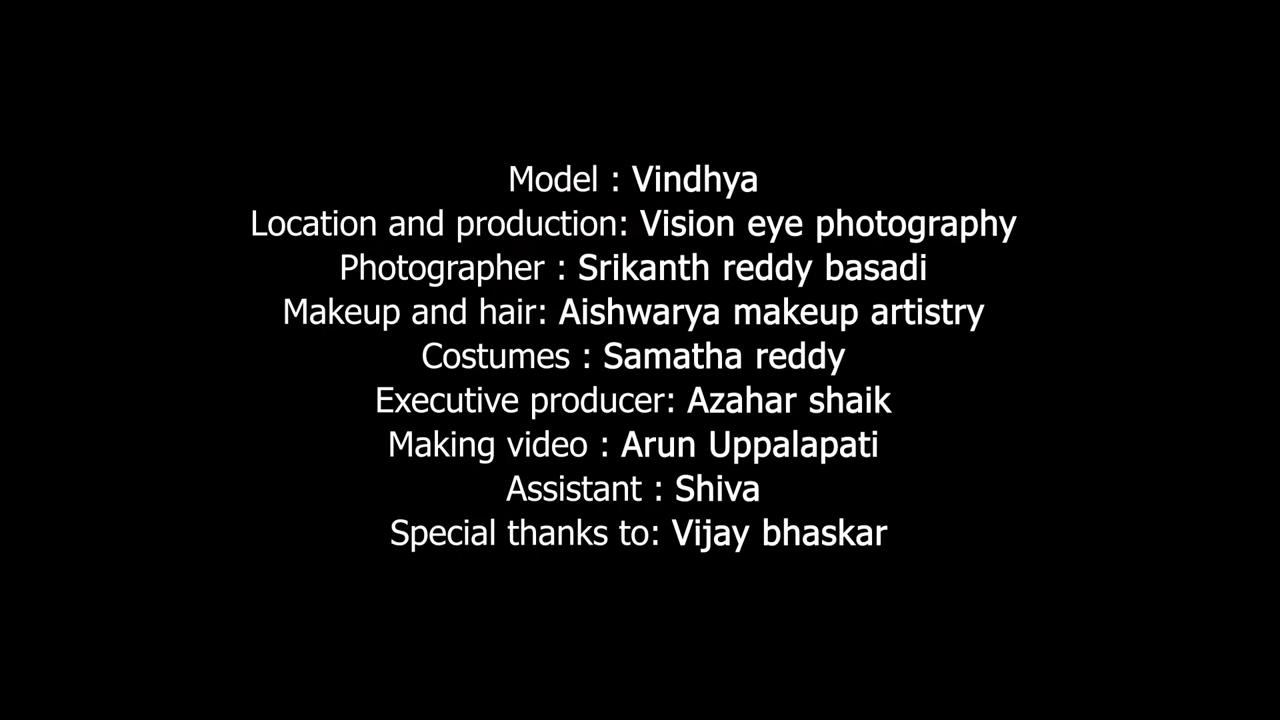 Model : Vindhya
Location and production: Vision eye photography
Photographer : Srikanth reddy basadi
Makeup and hair: Aishwarya makeup artistry
Costumes : Samatha reddy
Executive producer: Azahar shaik
Making video : Arun Uppalapati
Assistant : Shiva
Special thanks to: Vijay bhaskar